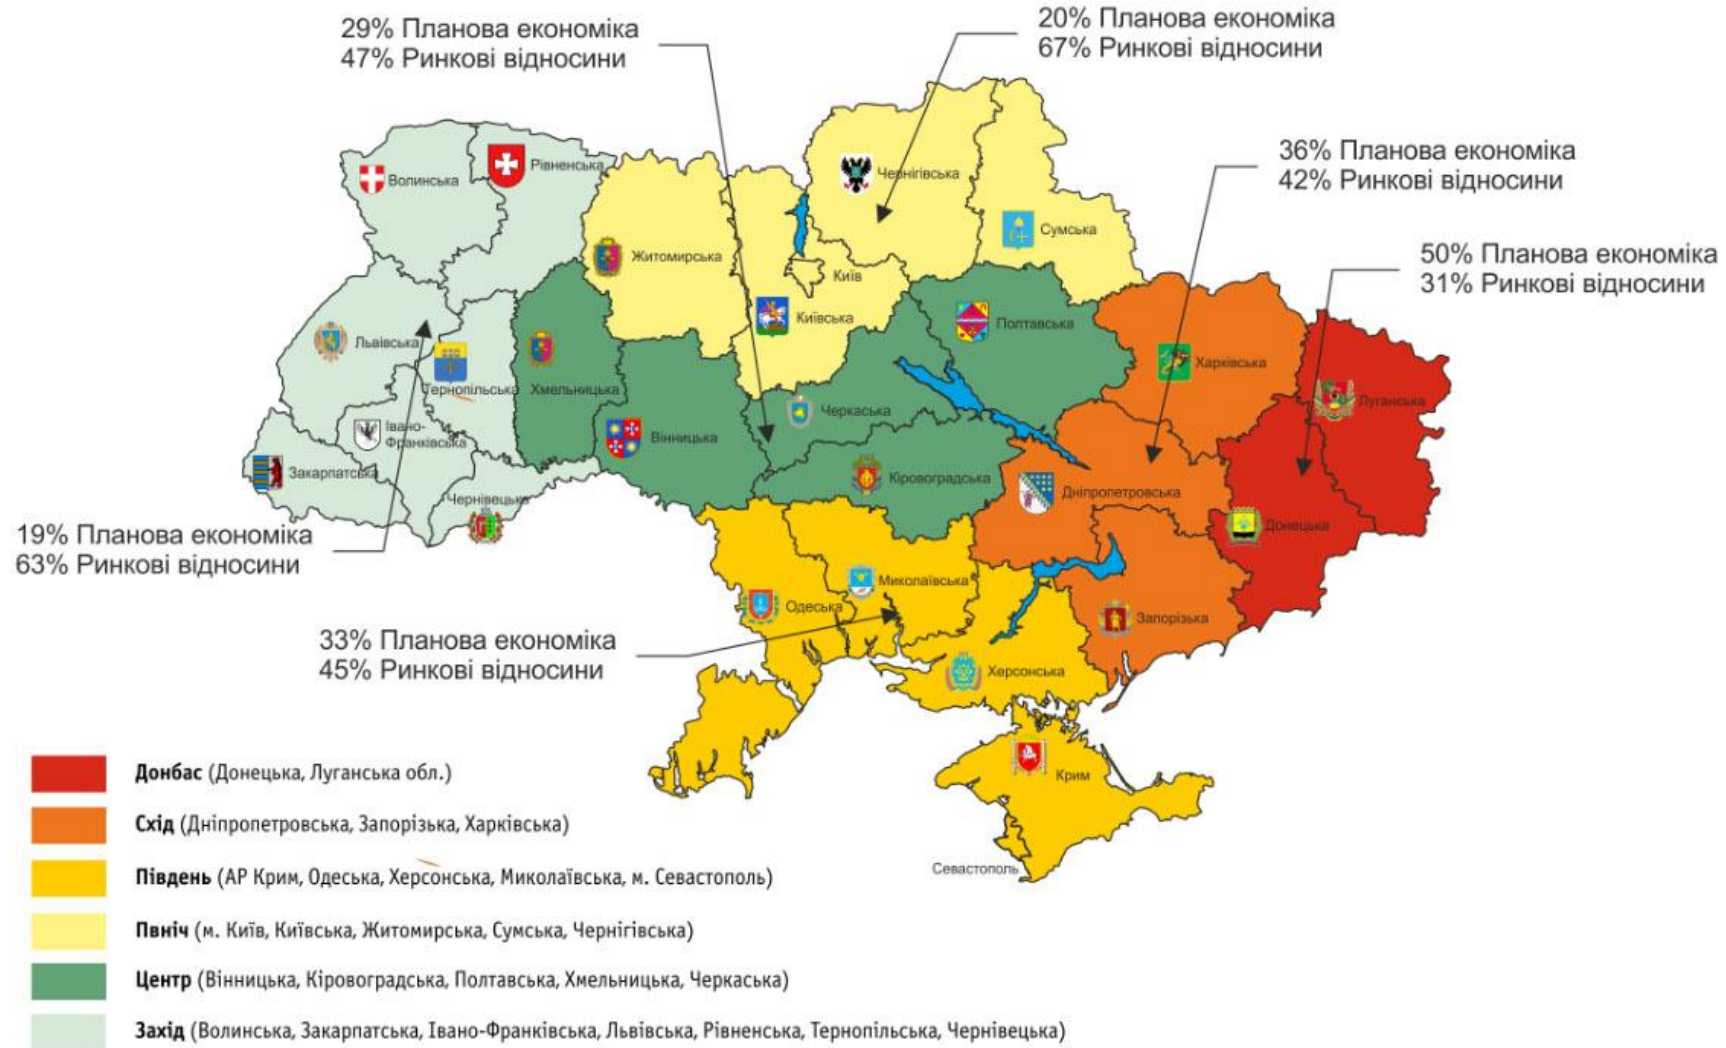 29% Планова економіка
47% Ринкові відносини
20% Планова економіка
67% Ринкові відносини
36% Планова економіка
42% Ринкові відносини
50% Планова економіка
31% Ринкові відносини
Волинська
Рівненська
Житомирська
Київ
Київська
Чернігівська
Сумська
Львівська
Тернопільська
Хмельницька
Вінницька
Черкаська
Полтавська
Харківська
Луганська
Івано-
Франківська
Закарпатська
Чернівецька
Кіровоградська
Дніпропетровська
Донецька
19% Планова економіка
63% Ринкові відносини
Одеська
Миколаївська
Запорізька
Херсонська
33% Планова економіка
45% Ринкові відносини
Крим
Севастополь
Донбас (Донецька, Луганська обл.)
Схід (Дніпропетровська, Запорізька, Харківська)
Південь (АР Крим, Одеська, Херсонська, Миколаївська, м. Севастополь)
Пвніч (м. Київ, Київська, Житомирська, Сумська, Чернігівська)
Центр (Вінницька, Кіровоградська, Полтавська, Хмельницька, Черкаська)
Захід (Волинська, Закарпатська, Івано-Франківська, Львівська, Рівненська, Тернопільська, Чернівецька)